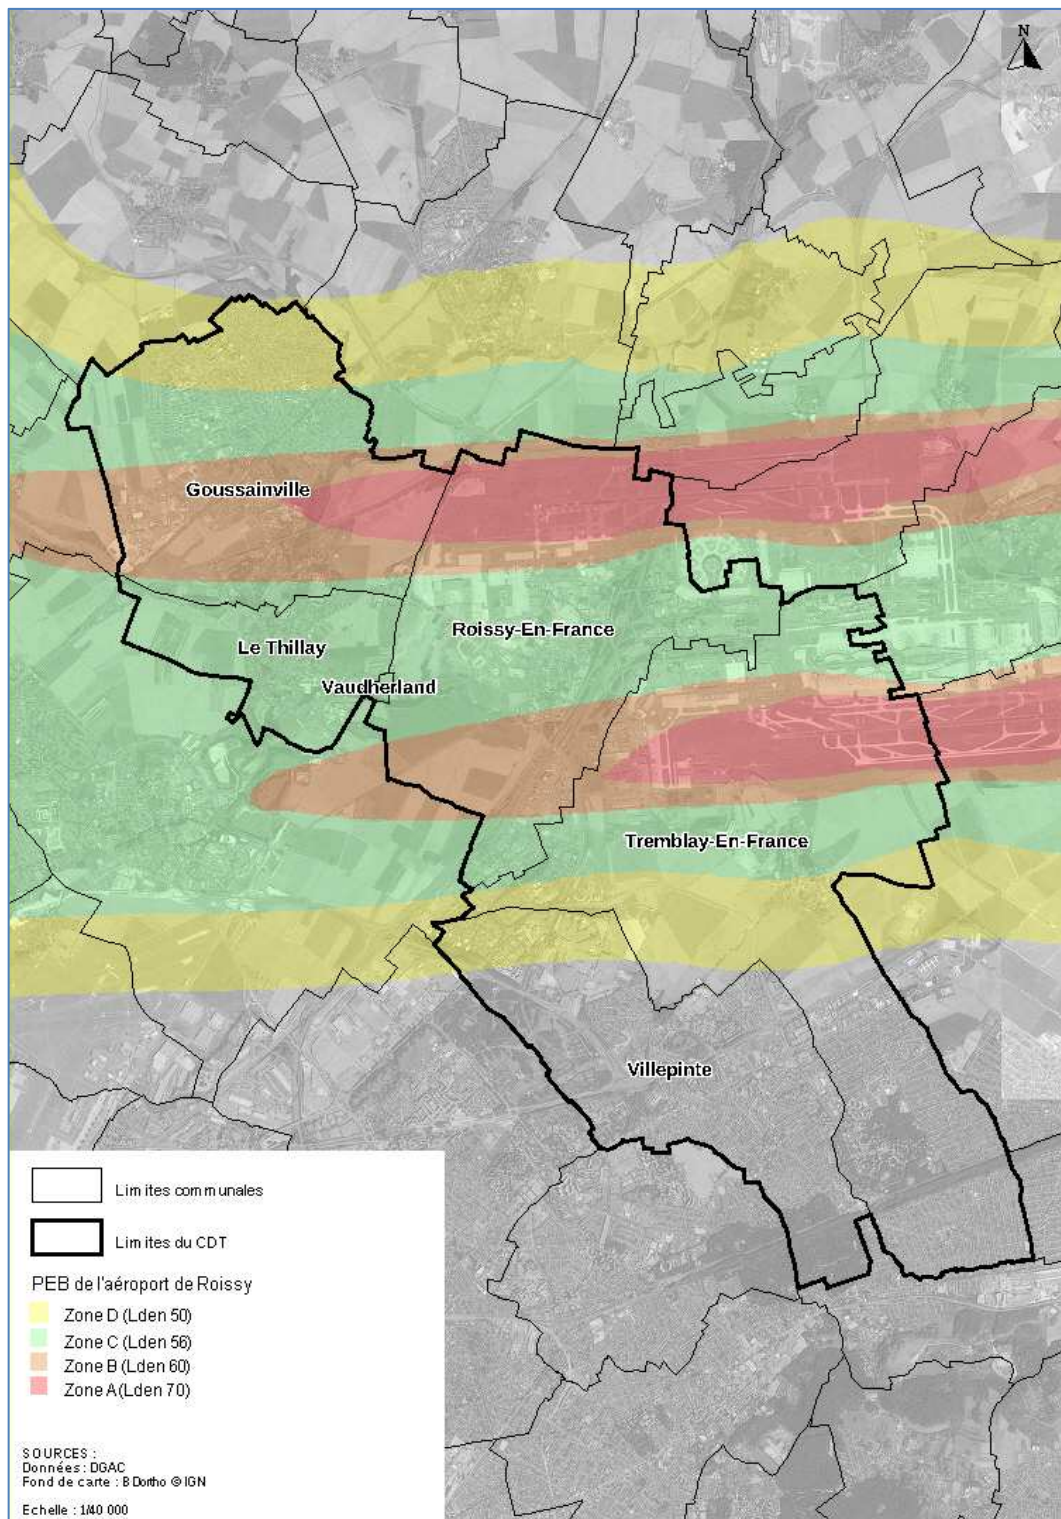 N
Goussainville
Le Thillay
Roissy-En-France
Vaudherland
Tremblay-En-France
Villepinte
Limites communales
Limites du CDT
PEB de l'aéroport de Roissy
Zone D (Lden 50)
Zone C (Lden 56)
Zone B (Lden 60)
Zone A(Lden 70)
SOURCES :
Données : DGAC
Fond de carte : BDortho © IGN
Echelle : 1/40 000